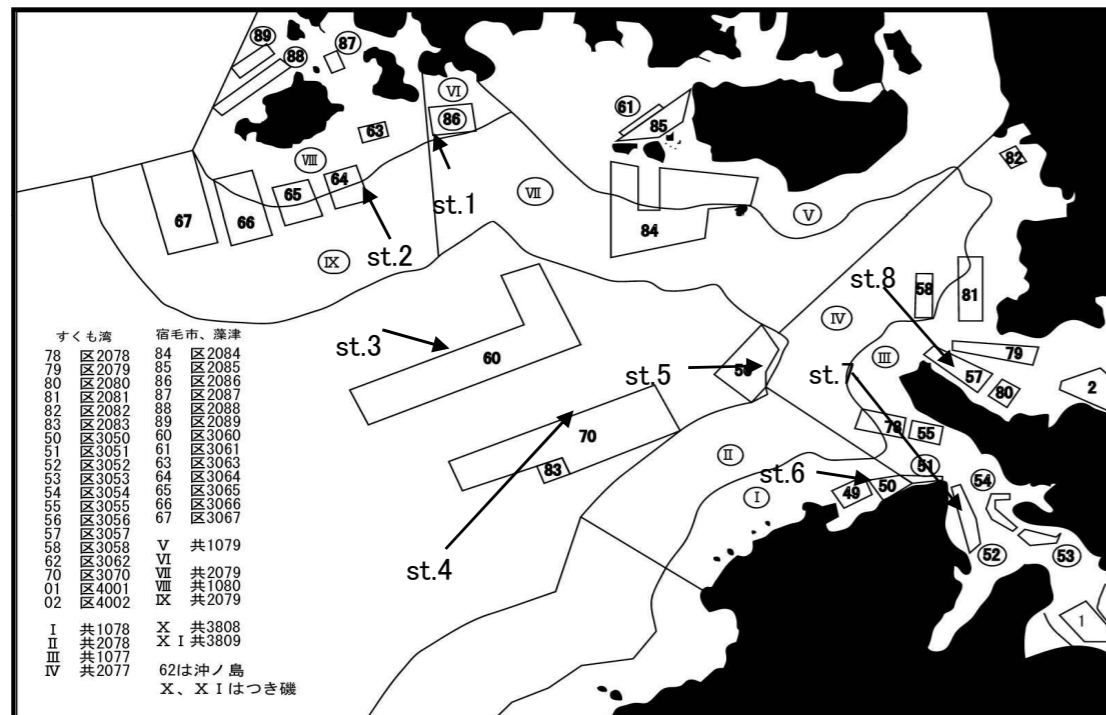 89
88
87
Ⅵ
86
61
85
63
Ⅷ
82
64
65
67
66
st.1
Ⅶ
Ⅴ
84
st.2
Ⅸ
st.8
58
81
Ⅳ
st.3
60
Ⅲ
79
st.5
st.7
57
80
2
78
55
70
83
Ⅱ
51
st.6
54
Ⅰ
49
50
st.4
52
53
1
すくも湾
78 区2078
79 区2079
80 区2080
81 区2081
82 区2082
83 区2083
50 区3050
51 区3051
52 区3052
53 区3053
54 区3054
55 区3055
56 区3056
57 区3057
58 区3058
62 区3062
70 区3070
01 区4001
02 区4002
Ⅰ 共1078
Ⅱ 共2078
Ⅲ 共1077
Ⅳ 共2077
宿毛市、藻津
84 区2084
85 区2085
86 区2086
87 区2087
88 区2088
89 区2089
60 区3060
61 区3061
63 区3063
64 区3064
65 区3065
66 区3066
67 区3067
Ⅴ 共1079
Ⅵ
Ⅶ 共2079
Ⅷ 共1080
Ⅸ 共2079
Ⅹ 共3808
ⅩⅠ共3809
62は沖ノ島
Ⅹ、ⅩⅠはつき磯